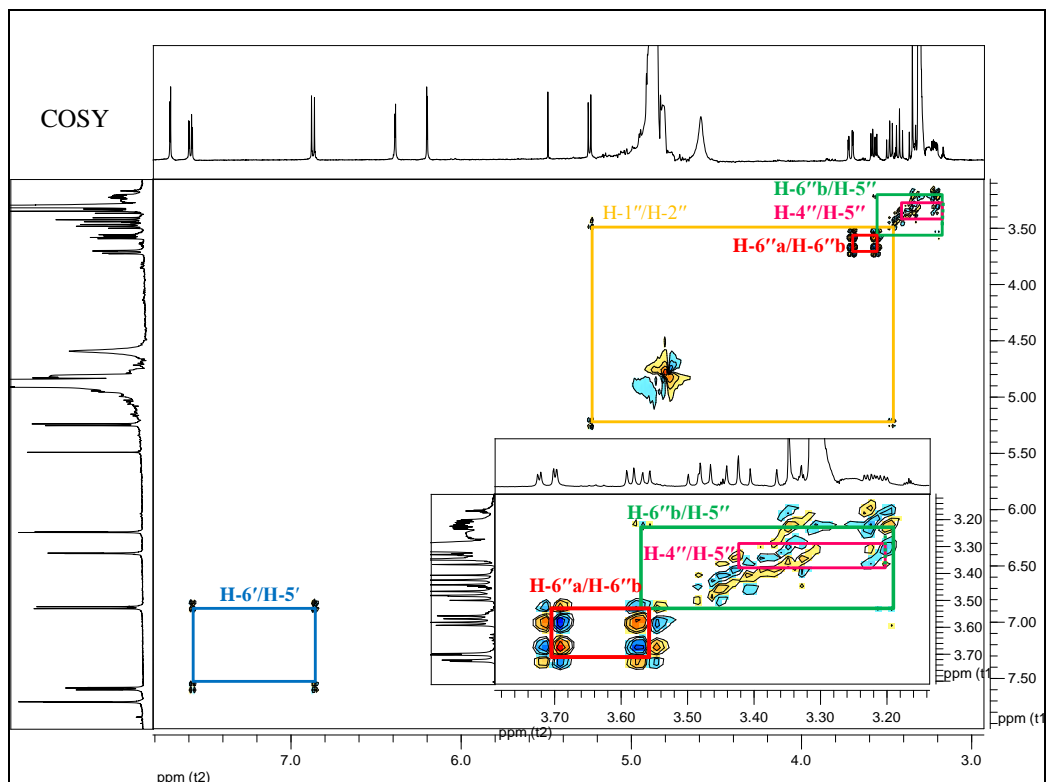 COSY
H-6″b/H-5″
H-1″/H-2″
H-4″/H-5″
H-6″a/H-6″b
3.50
4.00
4.50
5.00
5.50
6.00
6.50
7.00
7.50
ppm (t1
H-6″b/H-5″
H-4″/H-5″
H-6″a/H-6″b
3.20
3.30
3.40
3.50
3.60
3.70
ppm (t1
3.70 3.60 3.50 3.40 3.30 3.20
ppm (t2)
H-6′/H-5′
7.0 6.0 5.0 4.0 3.0
ppm (t2)